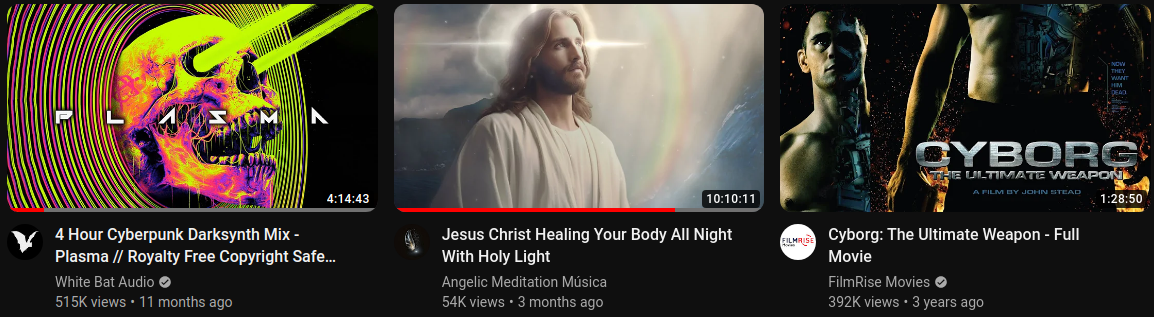 PLASMA
4:14:43
4 Hour Cyberpunk Darksynth Mix -
Plasma // Royalty Free Copyright Safe…
White Bat Audio
515K views • 11 months ago
10:10:11
Jesus Christ Healing Your Body All Night
With Holy Light
Angelic Meditation Música
54K views • 3 months ago
NOW
THEY
WANT
HIM
DEAD
CYBORG
THE ULTIMATE WEAPON
A FILM BY JOHN STEAD
1:28:50
FILMRISE
Movies
Cyborg: The Ultimate Weapon - Full
Movie
FilmRise Movies
392K views • 3 years ago